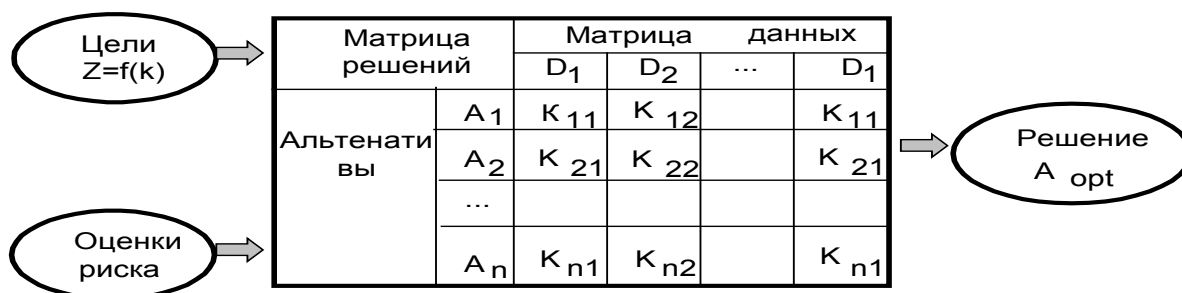 Цели
Z=f(k)
Матрица
решений
Матрица данных
D1 D2 ... D1
Альтенати
вы
A1 К11 K12 K11
A2 K21 K22 K21
...
An Kn1 Kn2 Kn1
Оценки
риска
Решение
A opt